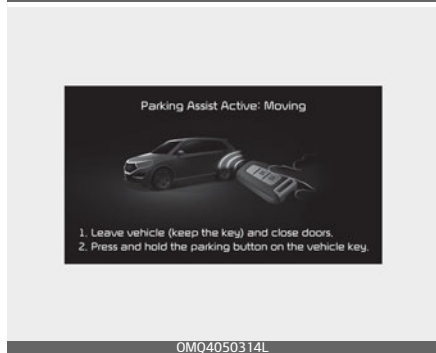 Parking Assist Active: Moving
1. Leave vehicle (keep the key) and close doors.
2. Press and hold the parking button on the vehicle key.
OMQ4050314L